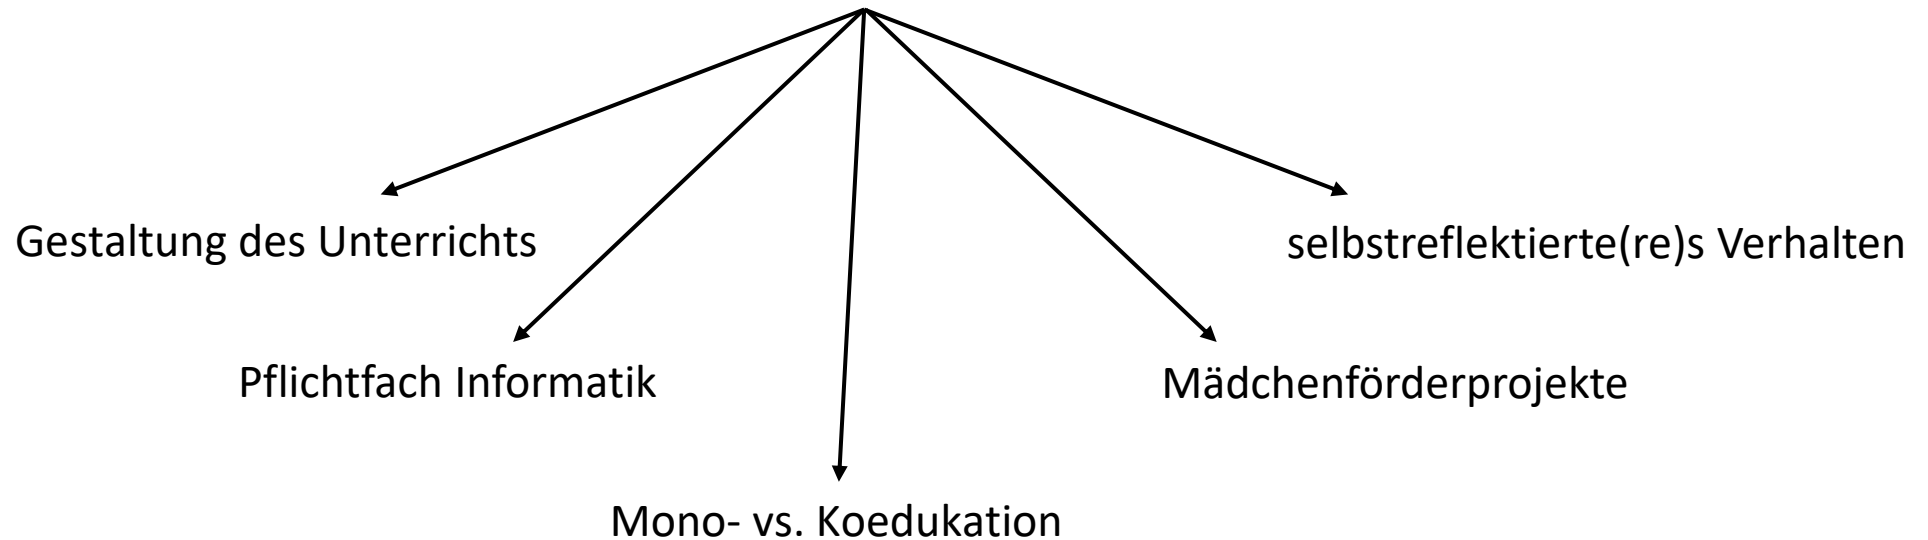 Gestaltung des Unterrichts
selbstreflektierte(re)s Verhalten
Pflichtfach Informatik
Mädchenförderprojekte
Mono- vs. Koedukation